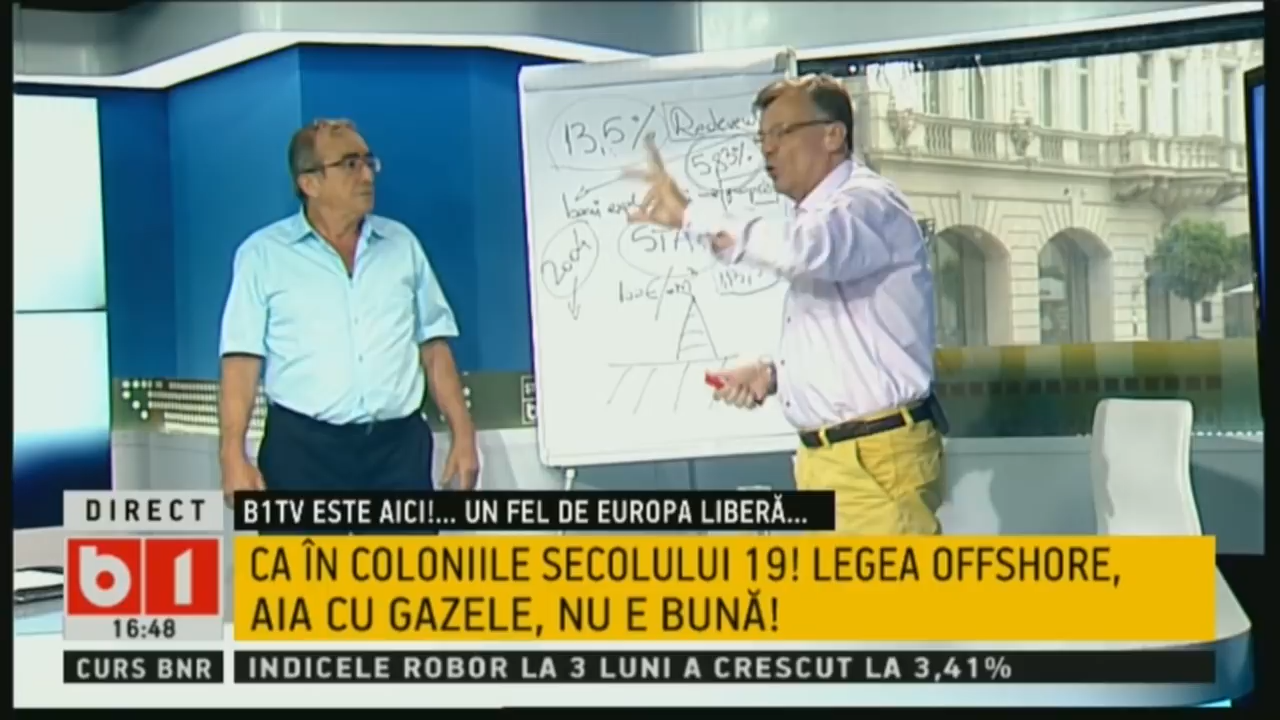 13,5%
5,83%
2004
DIRECT
B1TV ESTE AICI!... UN FEL DE EUROPA LIBERĂ...
b1
CA ÎN COLONIILE SECOLULUI 19! LEGEA OFFSHORE,
AIA CU GAZELE, NU E BUNĂ!
16:48
CURS BNR
INDICELE ROBOR LA 3 LUNI A CRESCUT LA 3,41%